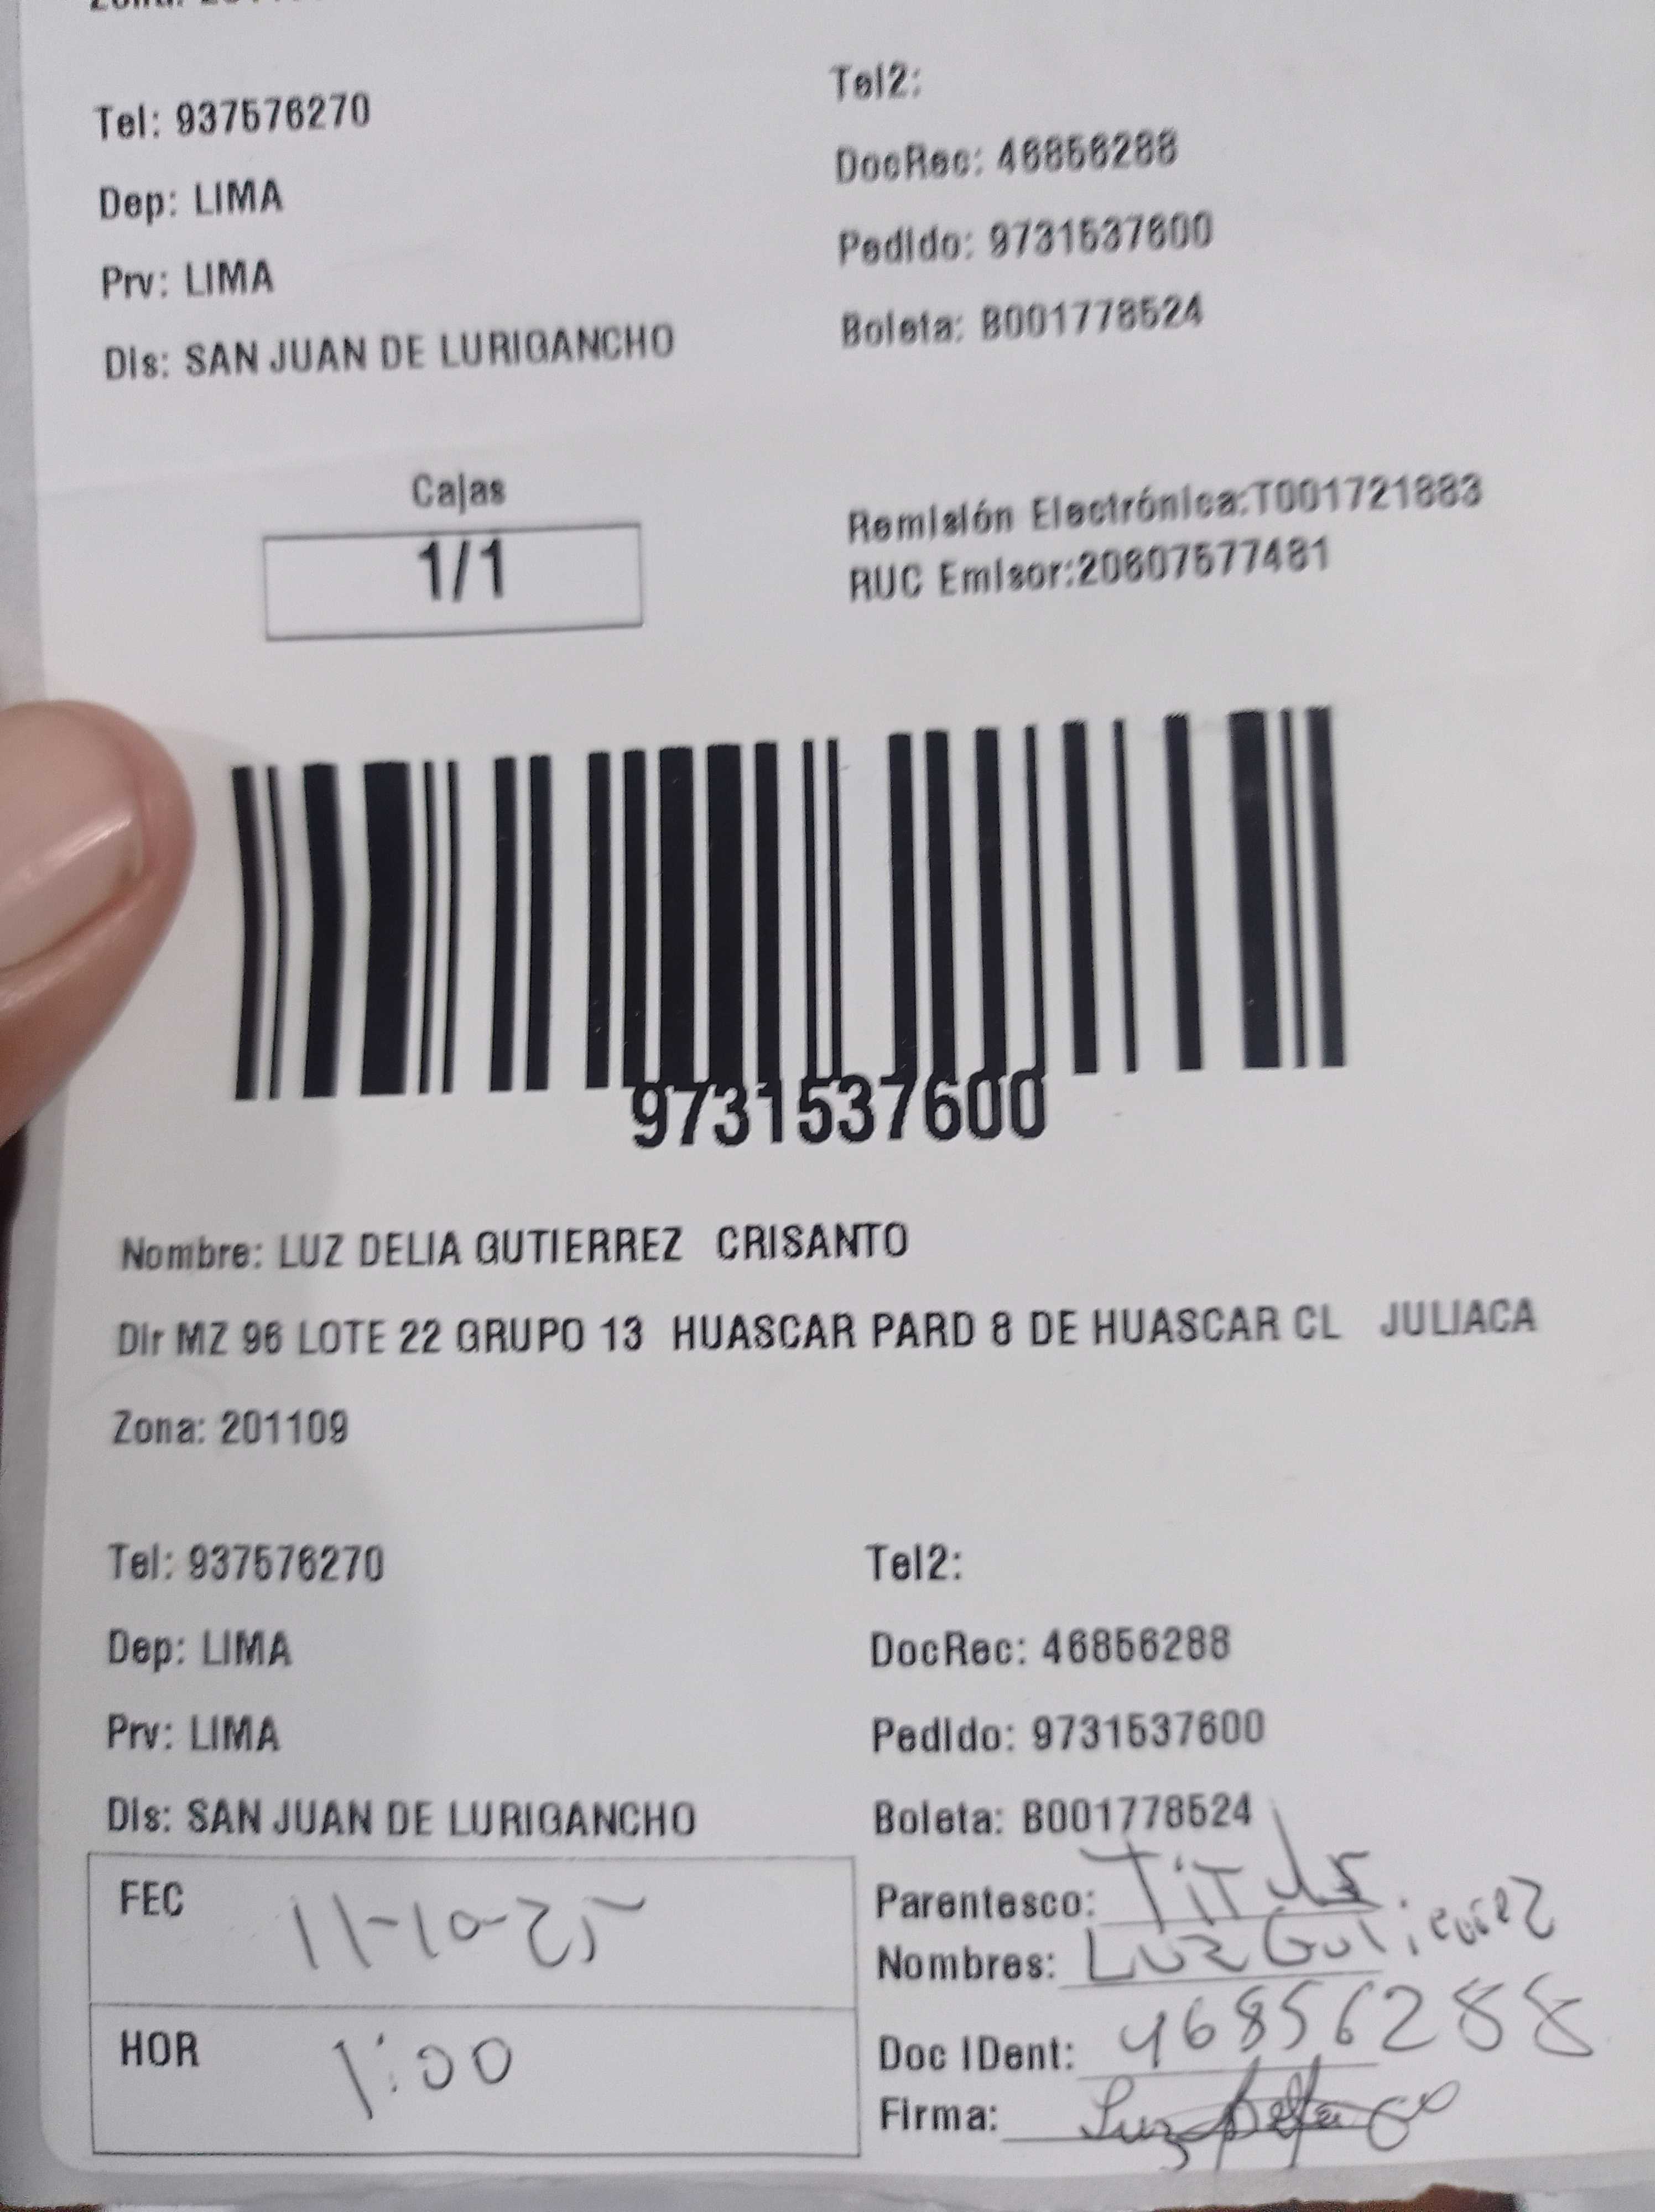 Tel: 937576270
Tel2:
Dep: LIMA
DocRec: 46856288
Prv: LIMA
Pedido: 9731537600
Dis: SAN JUAN DE LURIGANCHO
Boleta: B001778524
Cajas
1/1
Remisión Electrónica:T001721883
RUC Emisor:20607577481
9731537600
Nombre: LUZ DELIA GUTIERREZ CRISANTO
Dir MZ 96 LOTE 22 GRUPO 13 HUASCAR PARD 8 DE HUASCAR CL JULIACA
Zona: 201109
Tel: 937576270
Tel2:
Dep: LIMA
DocRec: 46856288
Prv: LIMA
Pedido: 9731537600
Dis: SAN JUAN DE LURIGANCHO
Boleta: B001778524
FEC 11-10-25
Parentesco:
Nombres: Luz Gutierrez
HOR 1:00
Doc IDent: 46856288
Firma: